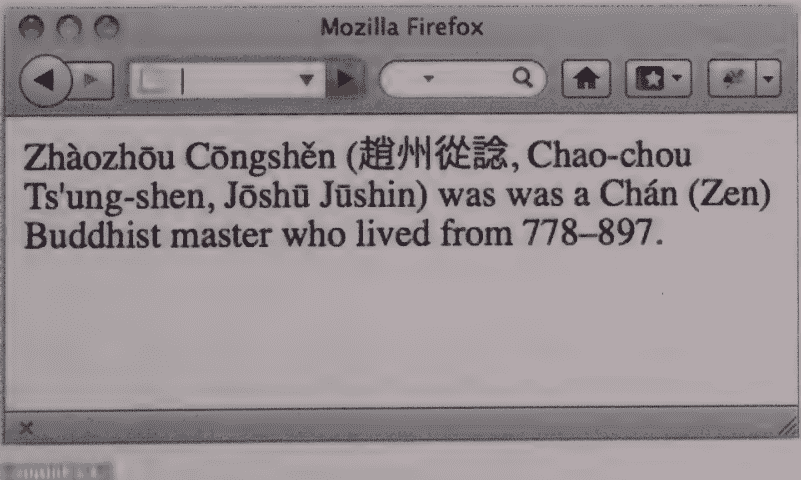 Mozilla Firefox
Zhàozhōu Cōngshěn (趙州從諗, Chao-chou
Ts'ung-shen, Jōshū Jūshin) was was a Chán (Zen)
Buddhist master who lived from 778–897.